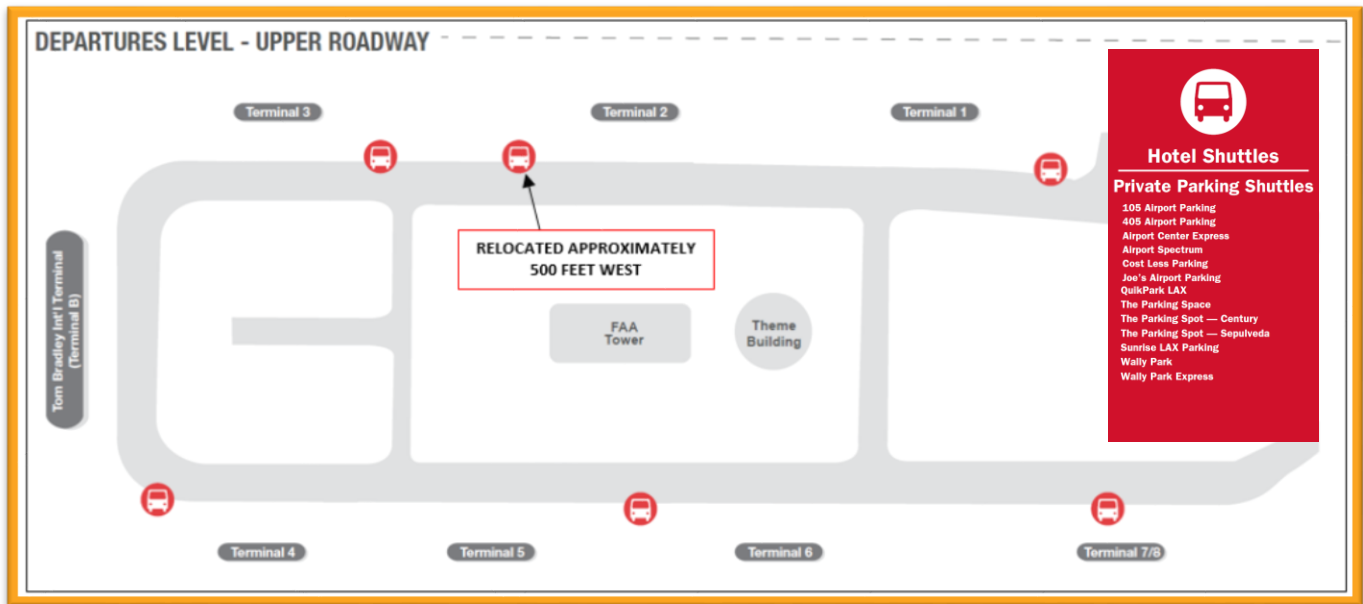 DEPARTURES LEVEL - UPPER ROADWAY
Terminal 3
Terminal 2
Terminal 1
Hotel Shuttles
Private Parking Shuttles
105 Airport Parking
405 Airport Parking
Airport Center Express
Airport Spectrum
Cost Less Parking
Joe's Airport Parking
QuikPark LAX
The Parking Space
The Parking Spot — Century
The Parking Spot — Sepulveda
Sunrise LAX Parking
Wally Park
Wally Park Express
RELOCATED APPROXIMATELY
500 FEET WEST
Tom Bradley Int'l Terminal
(Terminal B)
FAA
Tower
Theme
Building
Terminal 4
Terminal 5
Terminal 6
Terminal 7/8